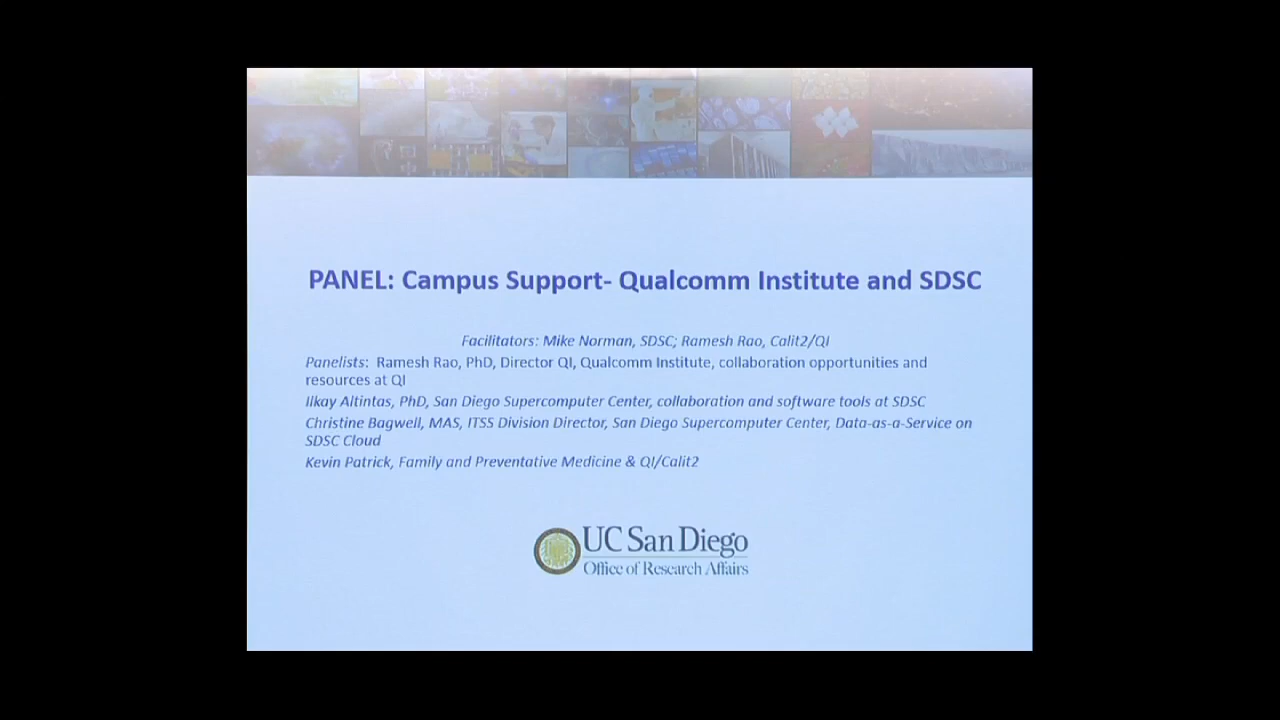 PANEL: Campus Support- Qualcomm Institute and SDSC
Facilitators: Mike Norman, SDSC; Ramesh Rao, Calit2/QI
Panelists:  Ramesh Rao, PhD, Director QI, Qualcomm Institute, collaboration opportunities and
resources at QI
Ilkay Altintas, PhD, San Diego Supercomputer Center, collaboration and software tools at SDSC
Christine Bagwell, MAS, ITSS Division Director, San Diego Supercomputer Center, Data-as-a-Service on
SDSC Cloud
Kevin Patrick, Family and Preventative Medicine & QI/Calit2
UC San Diego
Office of Research Affairs